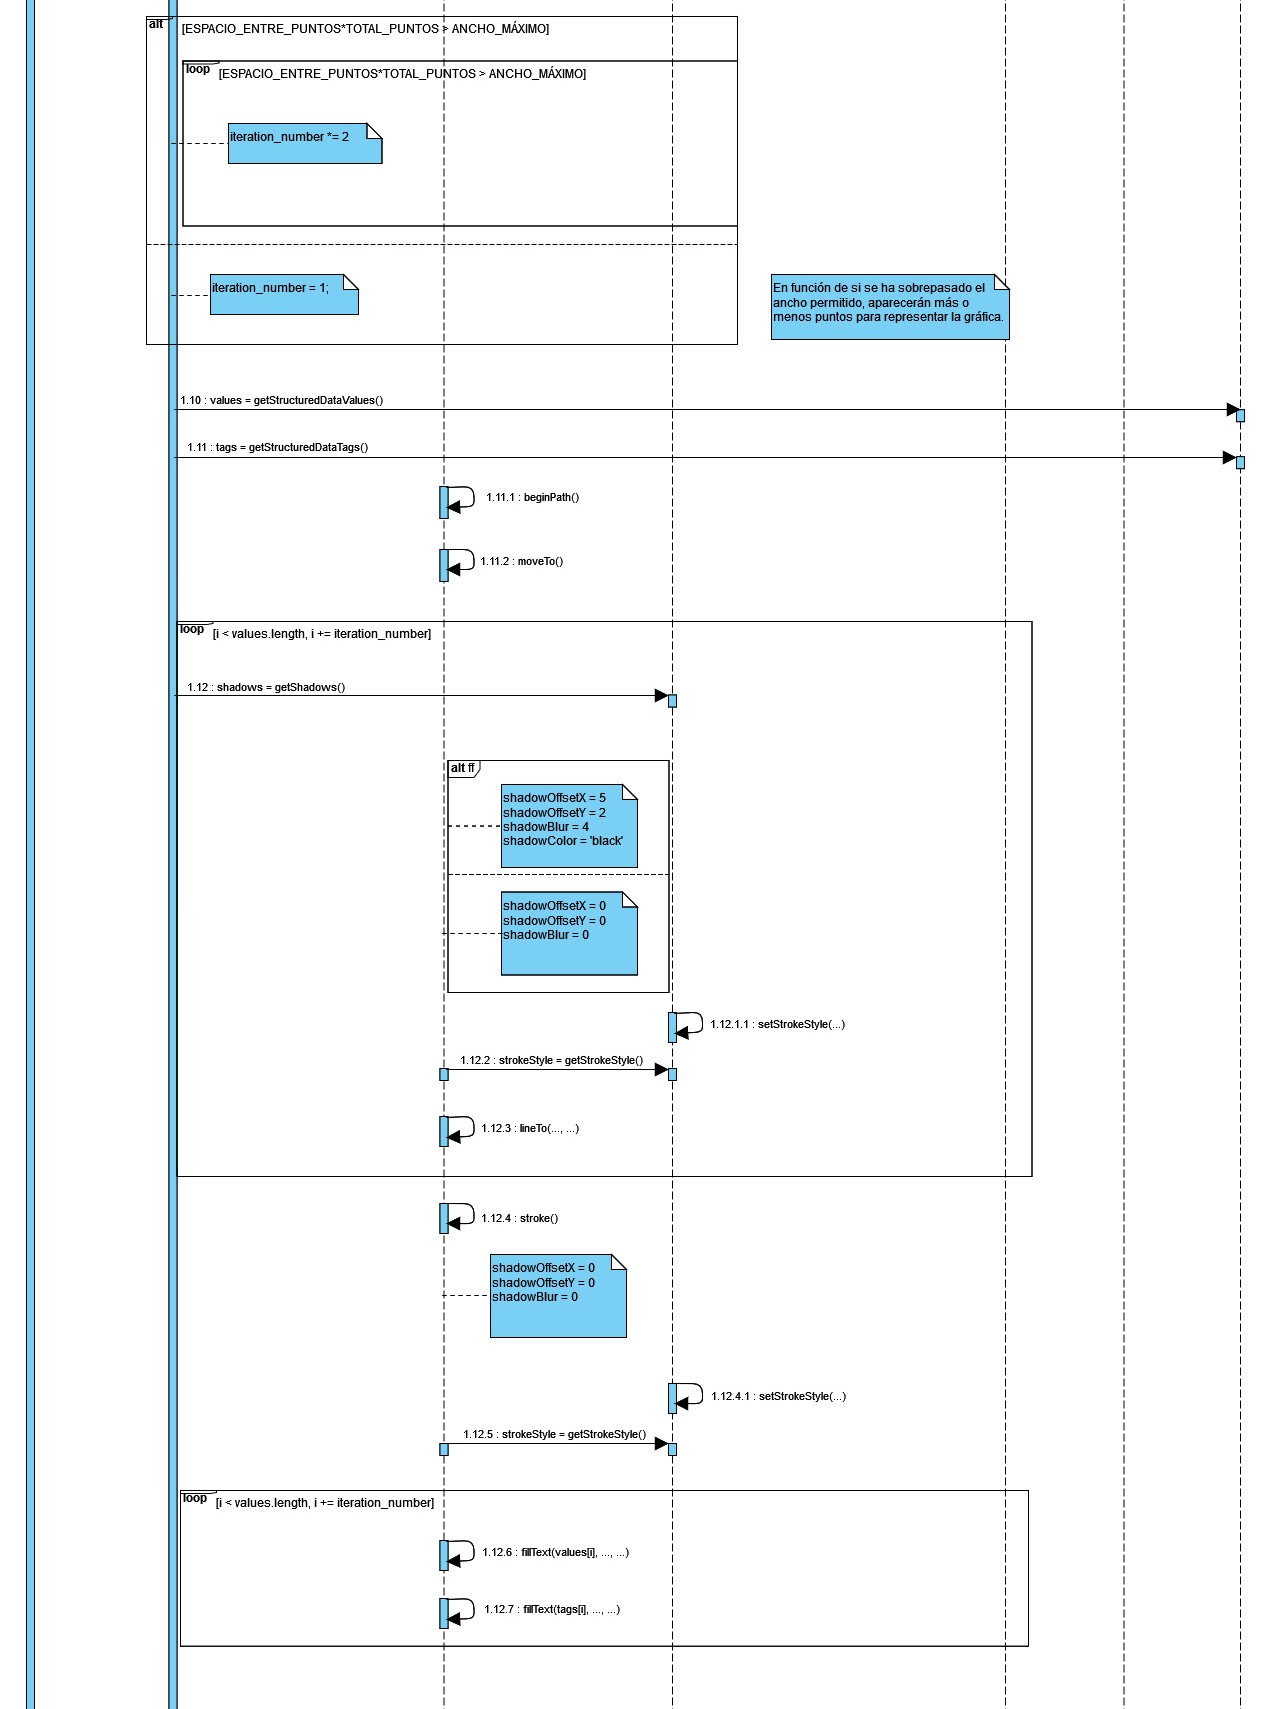 alt
[ESPACIO_ENTRE_PUNTOS*TOTAL_PUNTOS > ANCHO_MÁXIMO]
loop
[ESPACIO_ENTRE_PUNTOS*TOTAL_PUNTOS > ANCHO_MÁXIMO]
iteration_number *= 2
iteration_number = 1;
En función de si se ha sobrepasado el
ancho permitido, aparecerán más o
menos puntos para representar la gráfica.
1.10 : values = getStructuredDataValues()
1.11 : tags = getStructuredDataTags()
1.11.1 : beginPath()
1.11.2 : moveTo()
loop
[i < values.length, i += iteration_number]
1.12 : shadows = getShadows()
alt ff
shadowOffsetX = 5
shadowOffsetY = 2
shadowBlur = 4
shadowColor = 'black'
shadowOffsetX = 0
shadowOffsetY = 0
shadowBlur = 0
1.12.1.1 : setStrokeStyle(...)
1.12.2 : strokeStyle = getStrokeStyle()
1.12.3 : lineTo(..., ...)
1.12.4 : stroke()
shadowOffsetX = 0
shadowOffsetY = 0
shadowBlur = 0
1.12.4.1 : setStrokeStyle(...)
1.12.5 : strokeStyle = getStrokeStyle()
loop
[i < values.length, i += iteration_number]
1.12.6 : fillText(values[i], ..., ...)
1.12.7 : fillText(tags[i], ..., ...)